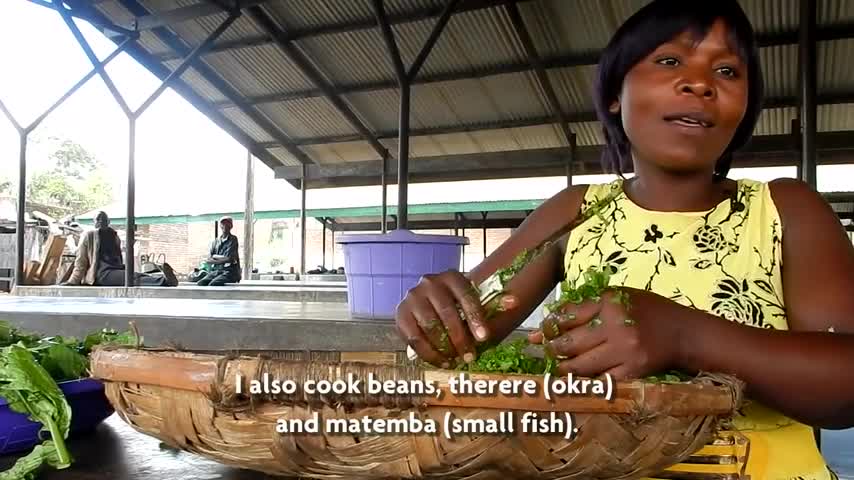 I also cook beans, therere (okra)
and matemba (small fish).